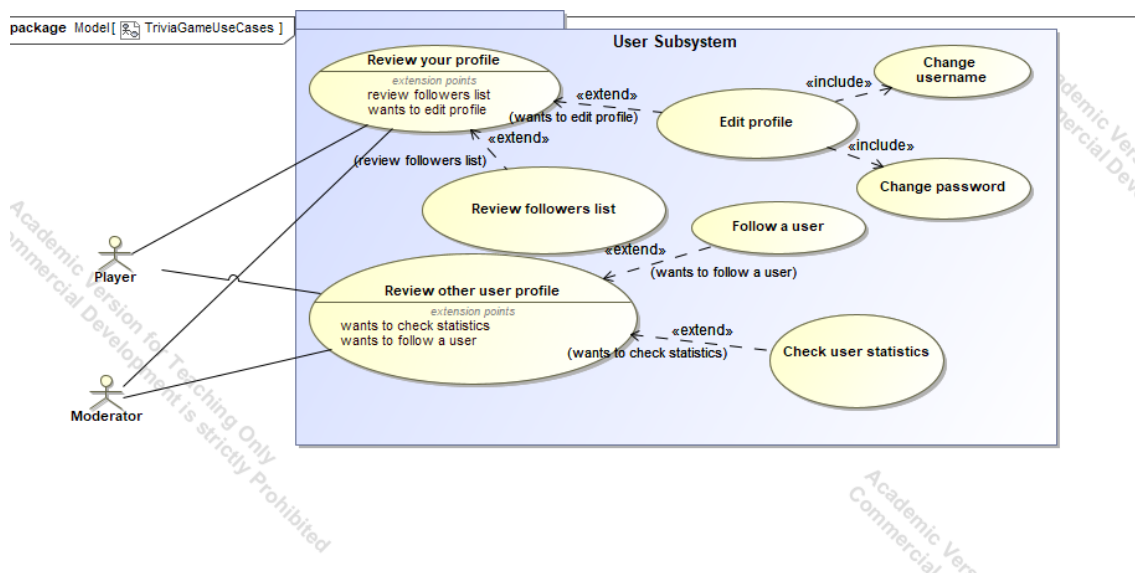 package Model[ TriviaGameUseCases ]
User Subsystem
Review your profile
extension points
review followers list
wants to edit profile
«extend»
(wants to edit profile)
Edit profile
«include»
Change
username
«include»
Change password
«extend»
(review followers list)
Review followers list
Follow a user
«extend»
(wants to follow a user)
Player
Review other user profile
extension points
wants to check statistics
wants to follow a user
«extend»
(wants to check statistics)
Check user statistics
Moderator
Academic Version for Teaching Only
Commercial Development is strictly Prohibited
Academic
Commercial